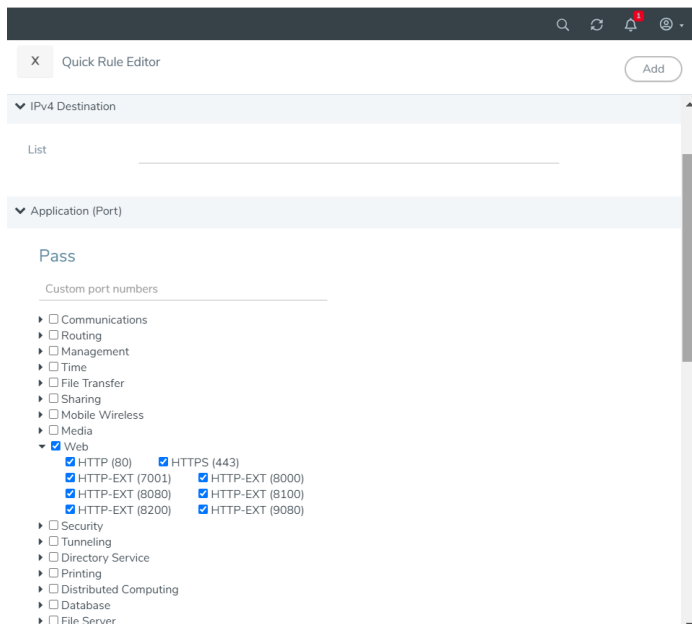 1
X Quick Rule Editor Add
IPv4 Destination
List
Application (Port)
Pass
Custom port numbers
Communications
Routing
Management
Time
File Transfer
Sharing
Mobile Wireless
Media
Web
HTTP (80) HTTPS (443)
HTTP-EXT (7001) HTTP-EXT (8000)
HTTP-EXT (8080) HTTP-EXT (8100)
HTTP-EXT (8200) HTTP-EXT (9080)
Security
Tunneling
Directory Service
Printing
Distributed Computing
Database
File Server